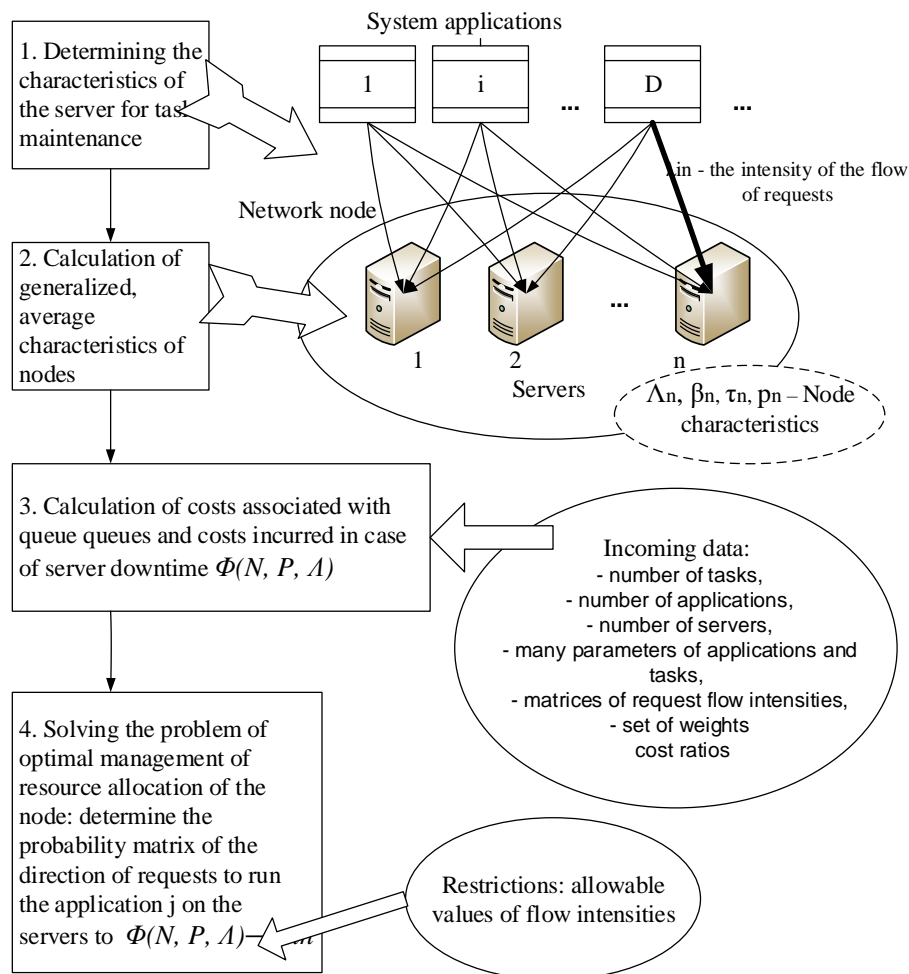 System applications
1. Determining the
characteristics of
the server for task
maintenance
1
i
...
D
...
in - the intensity of the flow
of requests
Network node
2. Calculation of
generalized,
average
characteristics of
nodes
...
1
2
n
Servers
Λn, βn, τn, pn – Node
characteristics
3. Calculation of costs associated with
queue queues and costs incurred in case
of server downtime Φ(N, P, Λ)
Incoming data:
- number of tasks,
- number of applications,
- number of servers,
- many parameters of applications and
tasks,
- matrices of request flow intensities,
- set of weights
cost ratios
4. Solving the problem of
optimal management of
resource allocation of the
node: determine the
probability matrix of the
direction of requests to run
the application j on the
servers to Φ(N, P, Λ)
Restrictions: allowable
values of flow intensities